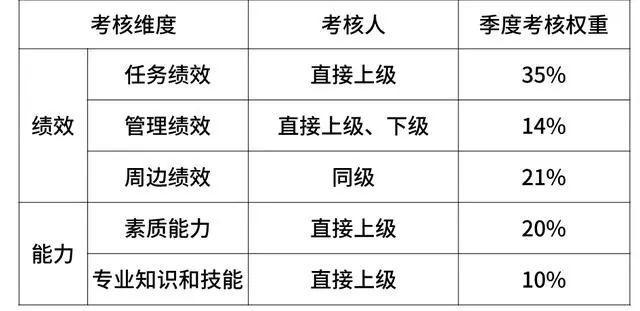 考核维度 考核人 季度考核权重
绩效 任务绩效 直接上级 35%
管理绩效 直接上级、下级 14%
周边绩效 同级 21%
能力 素质能力 直接上级 20%
专业知识和技能 直接上级 10%